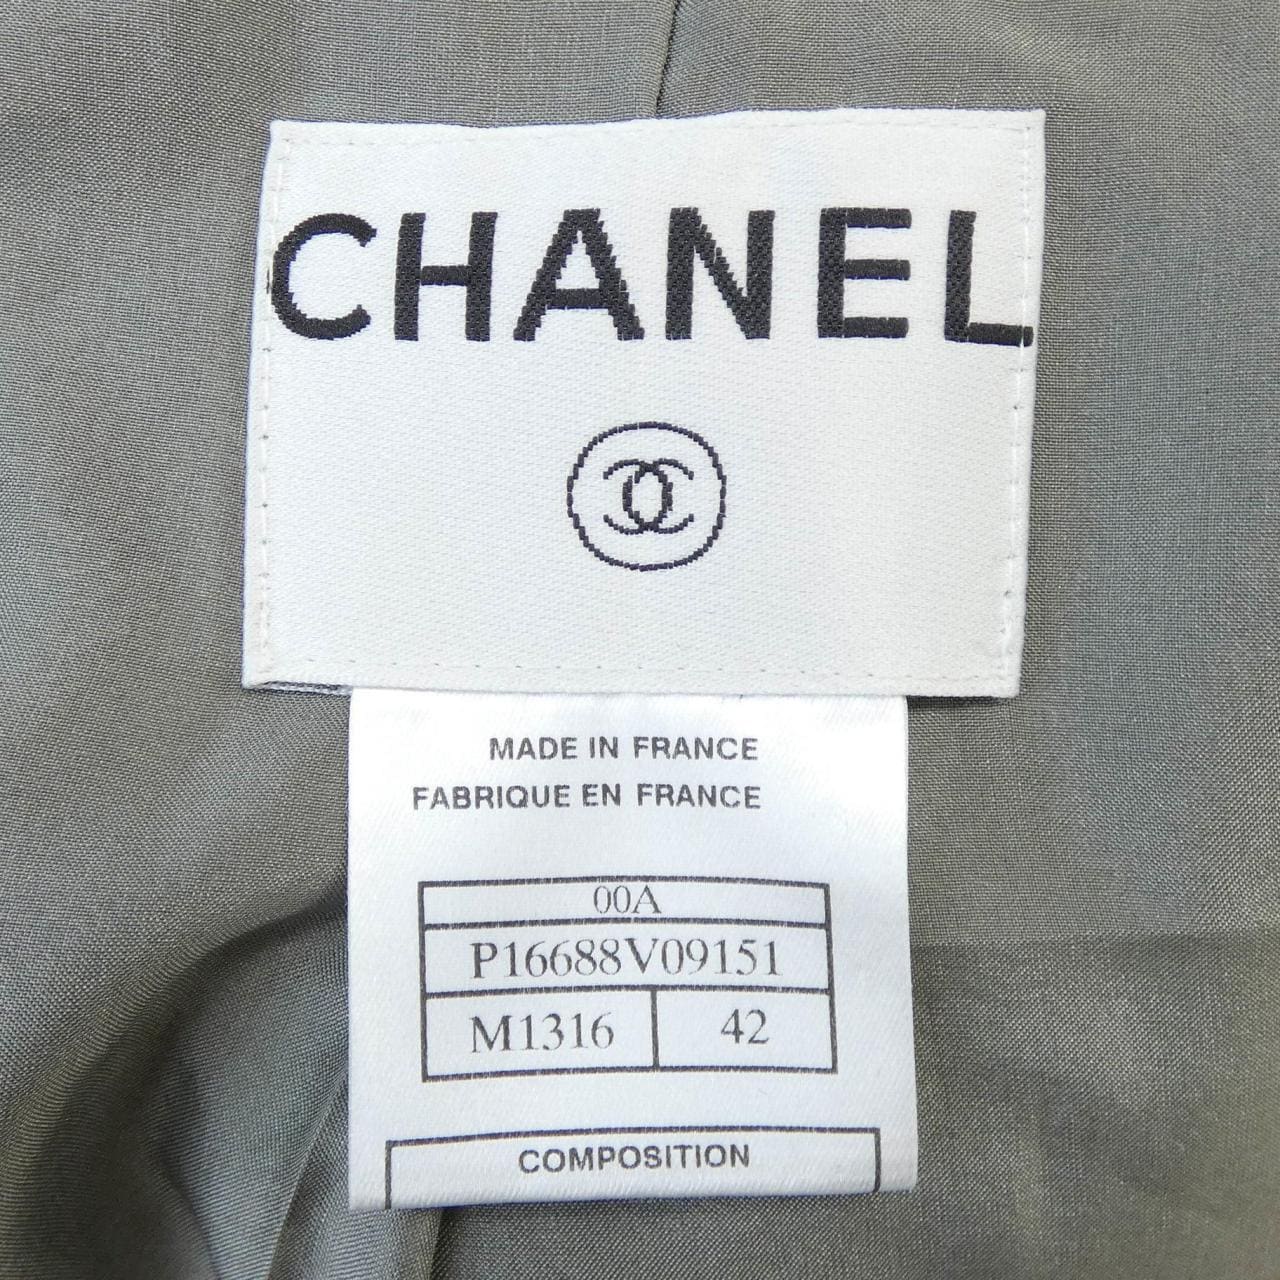 CHANEL
MADE IN FRANCE
FABRIQUE EN FRANCE
00A
P16688V09151
M1316 42
COMPOSITION